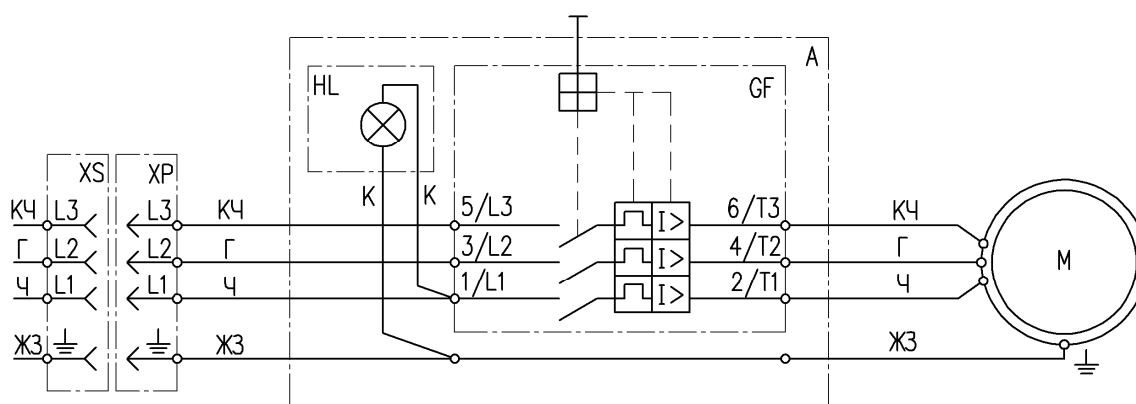 A
HL
GF
XS
XP
К
К
КЧ
L3
L3
КЧ
5/L3
I>
6/T3
КЧ
Г
L2
L2
Г
3/L2
I>
4/T2
Г
M
Ч
L1
L1
Ч
1/L1
I>
2/T1
Ч
ЖЗ
ЖЗ
ЖЗ